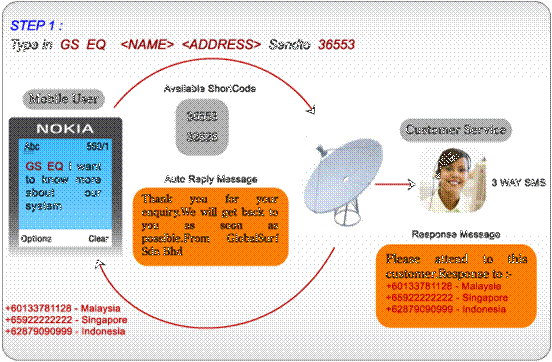 STEP 1 :
Type in GS EQ <NAME> <ADDRESS> Sendto 36553
Mobile User
Available ShortCode
36553
Customer Service
NOKIA
Abc 553/1
GS EQ I want
to know more
about our
system
Options Clear
Auto Reply Message
Thank you for your
enquiry.We will get back to
you as soon as
possible.From GlobalSurf
Sdn Bhd
3 WAY SMS
Response Message
Please attend to this
customer Response to :-
+60133781128 - Malaysia
+65922222222 - Singapore
+62879090999 - Indonesia
+60133781128 - Malaysia
+65922222222 - Singapore
+62879090999 - Indonesia